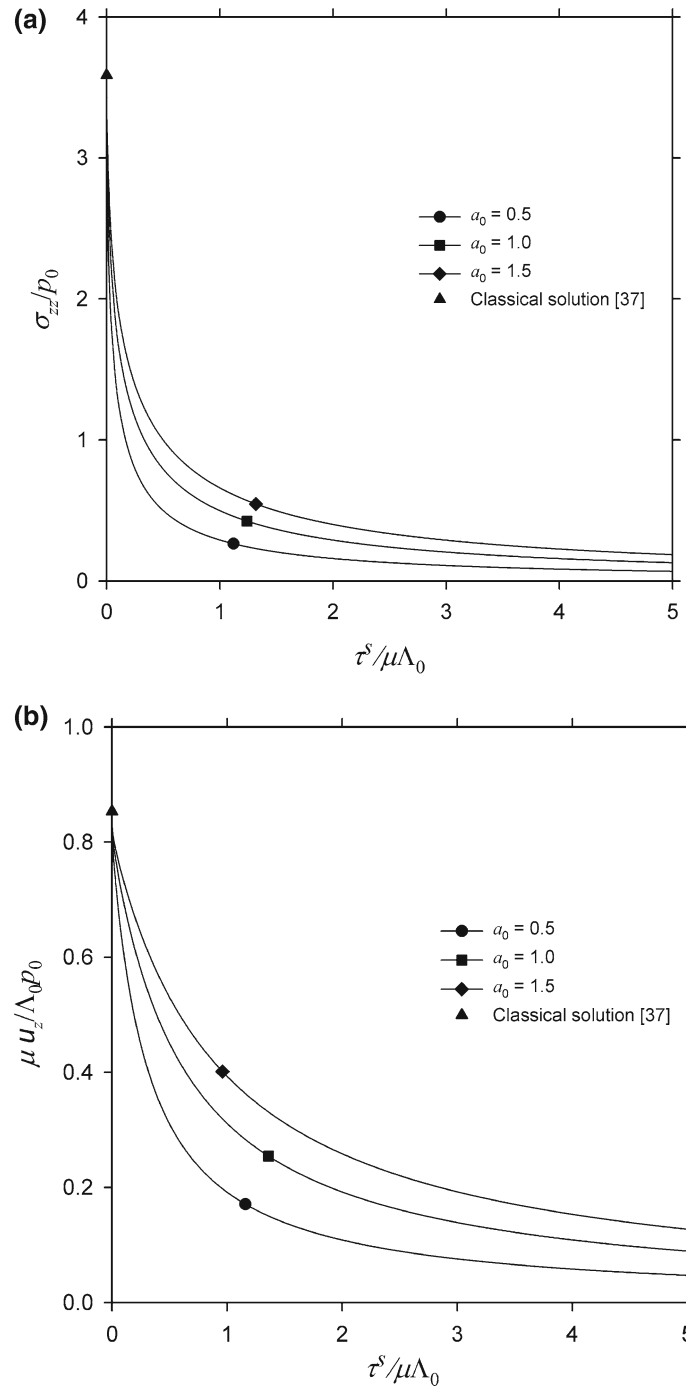 (a)
4
3
2
1
0
σzz/p0
a0 = 0.5
a0 = 1.0
a0 = 1.5
Classical solution [37]
0 1 2 3 4 5
τs/μΛ0
(b)
1.0
0.8
0.6
0.4
0.2
0.0
μ uz/Λ0p0
a0 = 0.5
a0 = 1.0
a0 = 1.5
Classical solution [37]
0 1 2 3 4 5
τs/μΛ0